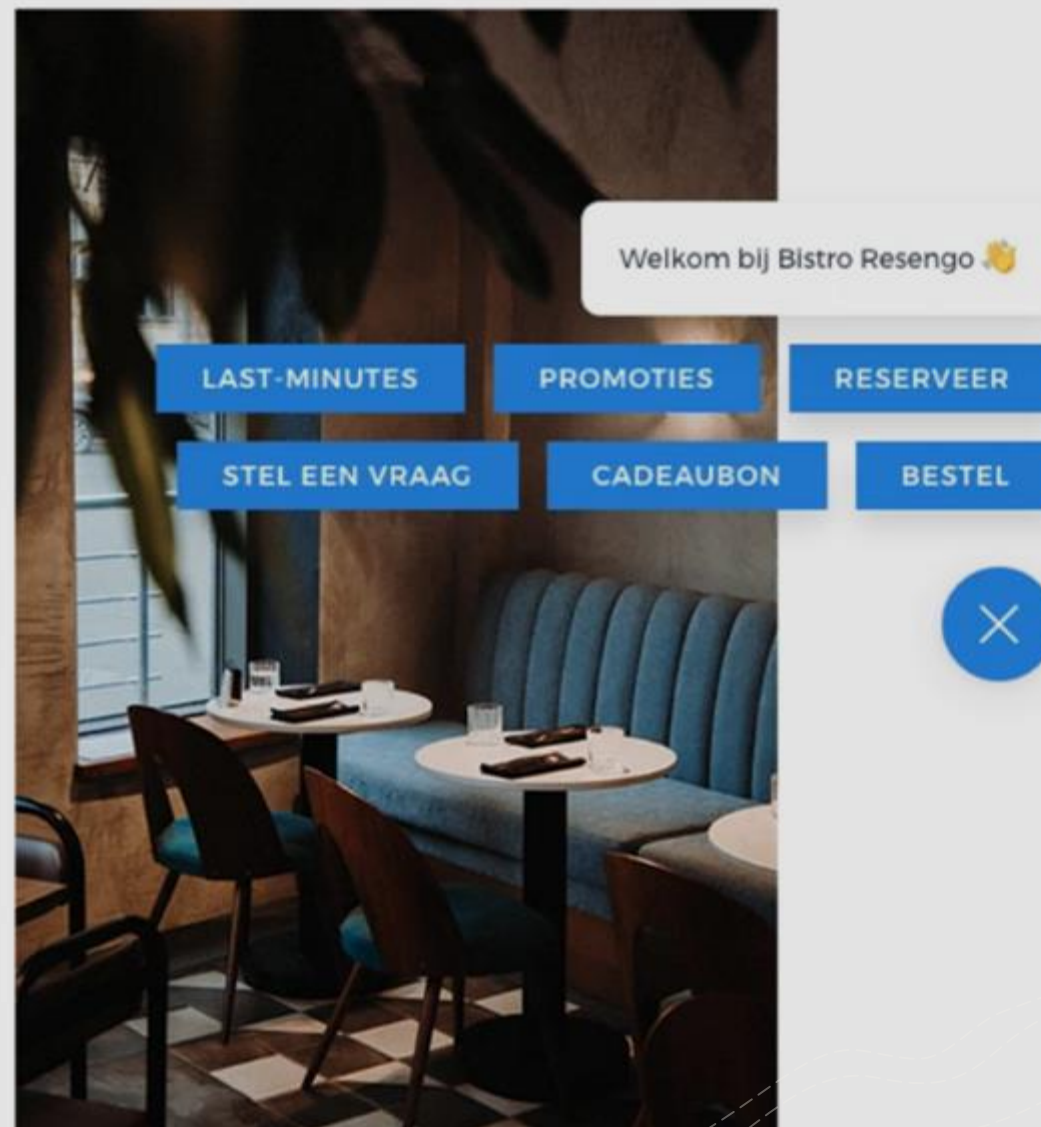 Welkom bij Bistro Resengo 👋
LAST-MINUTES PROMOTIES RESERVEER
STEL EEN VRAAG CADEAUBON BESTEL